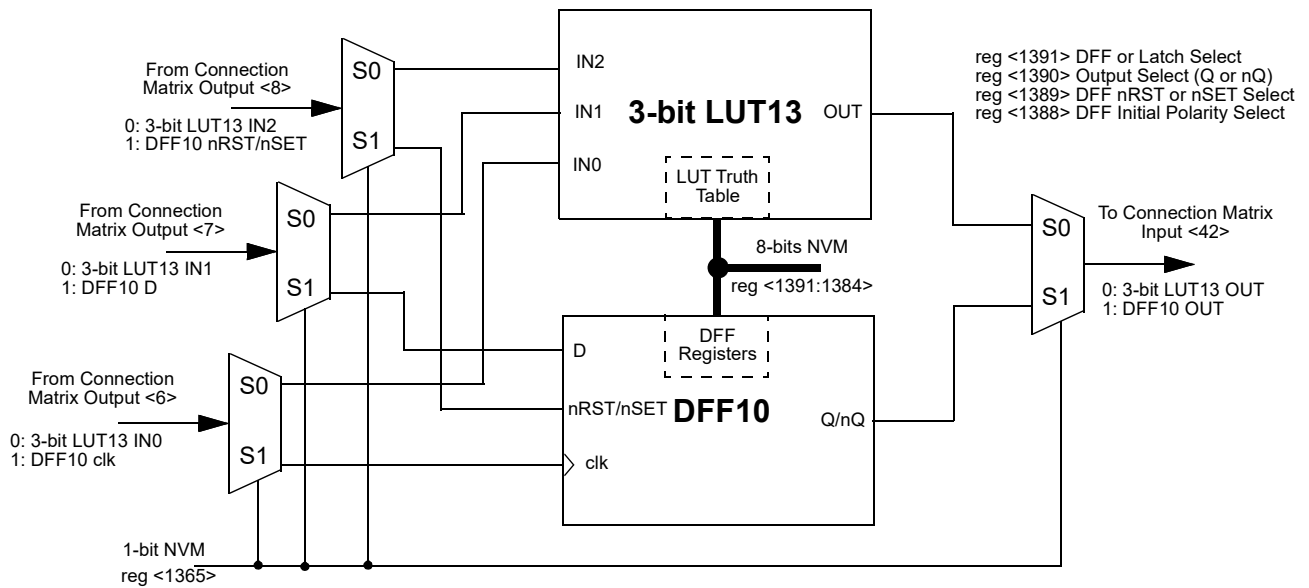 From Connection
Matrix Output <8>
0: 3-bit LUT13 IN2
1: DFF10 nRST/nSET
S0
S1
From Connection
Matrix Output <7>
0: 3-bit LUT13 IN1
1: DFF10 D
S0
S1
From Connection
Matrix Output <6>
0: 3-bit LUT13 IN0
1: DFF10 clk
S0
S1
1-bit NVM
reg <1365>
IN2
IN1
IN0
3-bit LUT13
OUT
LUT Truth
Table
8-bits NVM
reg <1391:1384>
DFF
Registers
D
nRST/nSET
DFF10
Q/nQ
clk
reg <1391> DFF or Latch Select
reg <1390> Output Select (Q or nQ)
reg <1389> DFF nRST or nSET Select
reg <1388> DFF Initial Polarity Select
S0
S1
To Connection Matrix
Input <42>
0: 3-bit LUT13 OUT
1: DFF10 OUT